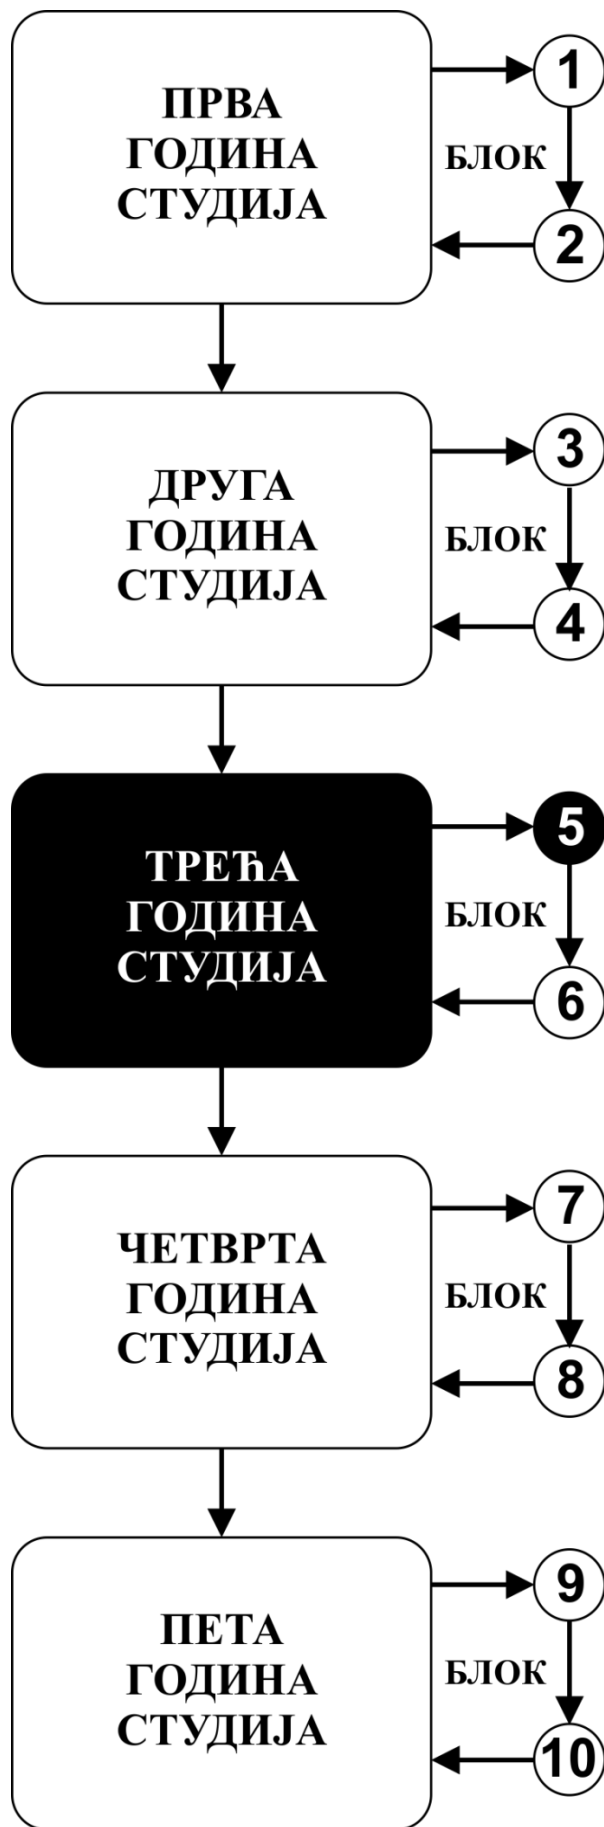 ПРВА
ГОДИНА
СТУДИЈА
1
БЛОК
2
ДРУГА
ГОДИНА
СТУДИЈА
3
БЛОК
4
ТРЕЋА
ГОДИНА
СТУДИЈА
5
БЛОК
6
ЧЕТВРТА
ГОДИНА
СТУДИЈА
7
БЛОК
8
ПЕТА
ГОДИНА
СТУДИЈА
9
БЛОК
10